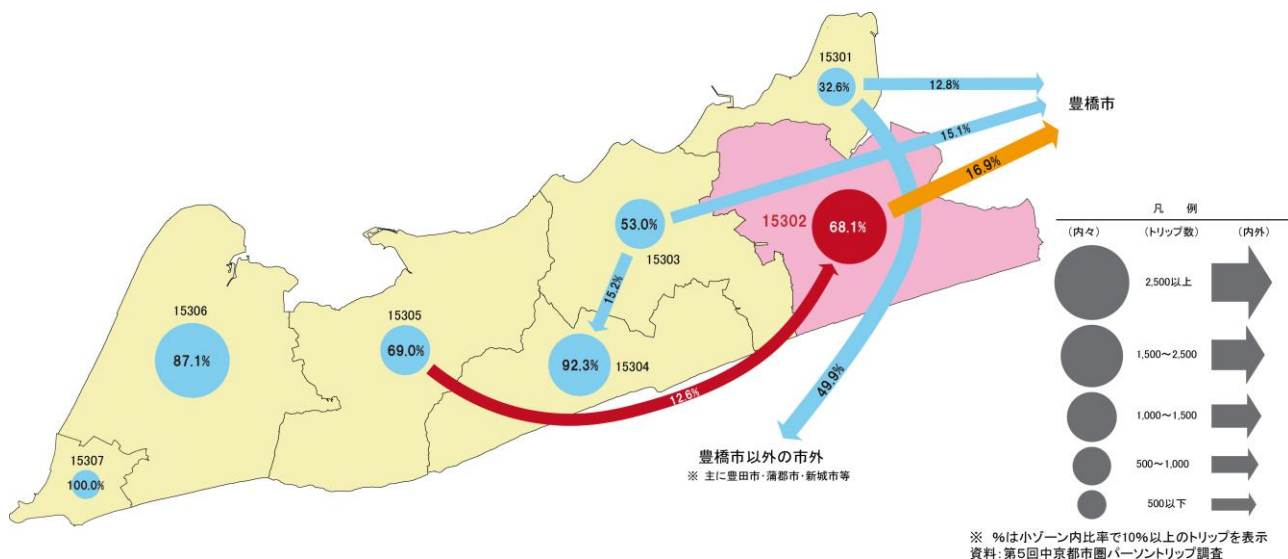 15301
32.6%
12.8%
豊橋市
15.1%
16.9%
15302
68.1%
53.0%
15303
15.2%
15306
87.1%
15305
69.0%
92.3%
15304
12.6%
49.9%
15307
100.0%
豊橋市以外の市外
※ 主に豊田市・蒲郡市・新城市等
凡 例
(内々) (トリップ数) (内外)
2,500以上
1,500～2,500
1,000～1,500
500～1,000
500以下
※ %は小ゾーン内比率で10%以上のトリップを表示
資料:第5回中京都市圏パーソントリップ調査